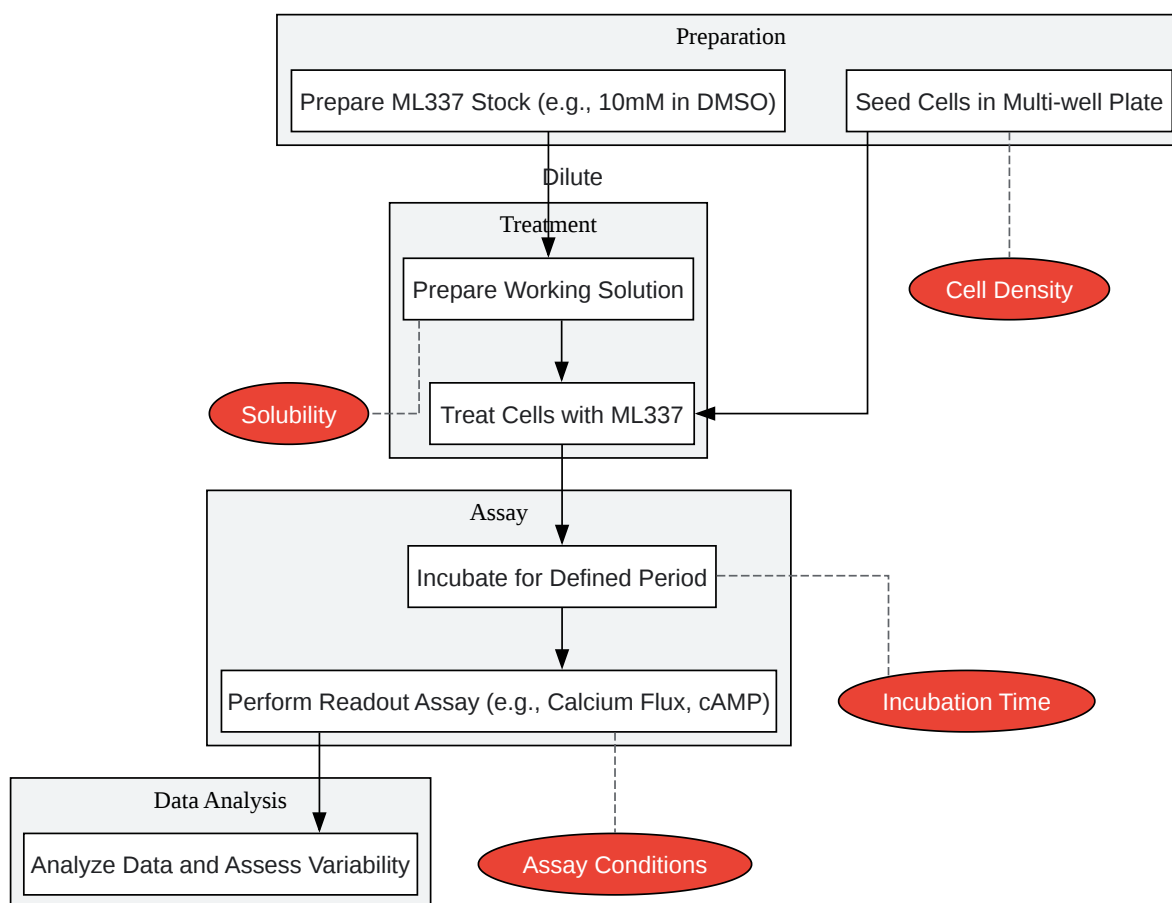 Preparation
Prepare ML337 Stock (e.g., 10mM in DMSO)
Seed Cells in Multi-well Plate
Dilute
Treatment
Prepare Working Solution
Cell Density
Solubility
Treat Cells with ML337
Assay
Incubate for Defined Period
Perform Readout Assay (e.g., Calcium Flux, cAMP)
Incubation Time
Data Analysis
Analyze Data and Assess Variability
Assay Conditions